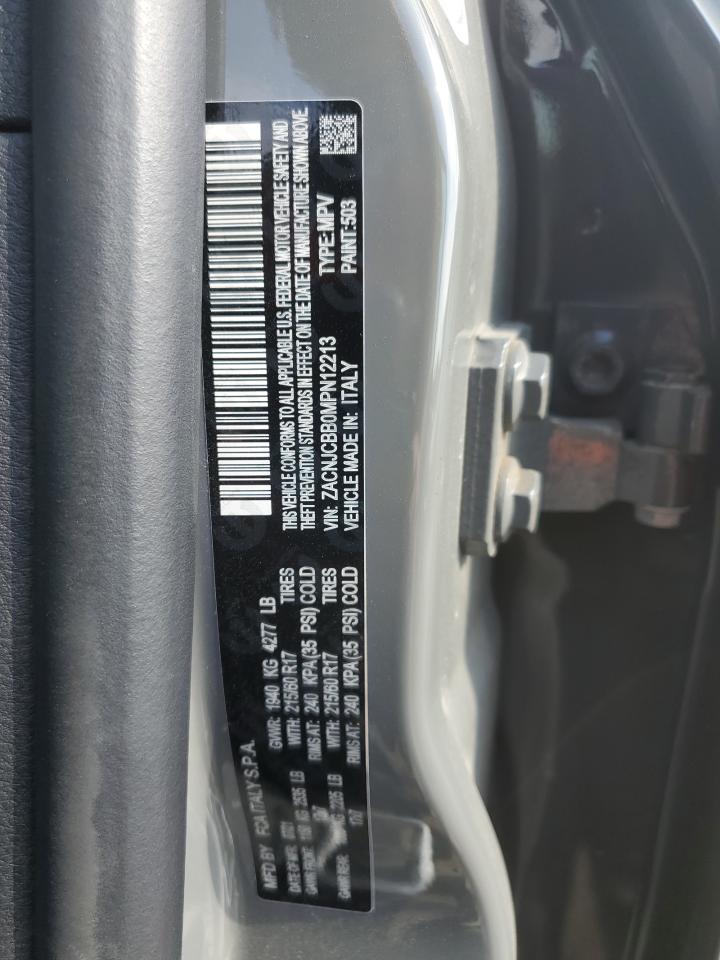 MFD BY FCA ITALY S.P.A.
GVWR: 1940 KG 4277 LB
WITH: 215/60 R17 TIRES
RIMS AT: 240 KPA(35 PSI) COLD
2535 LB
WITH: 215/60 R17 TIRES
RIMS AT: 240 KPA(35 PSI) COLD
THIS VEHICLE CONFORMS TO ALL APPLICABLE U.S. FEDERAL MOTOR VEHICLE SAFETY AND
THEFT PREVENTION STANDARDS IN EFFECT ON THE DATE OF MANUFACTURE SHOWN ABOVE.
VIN: ZACNJCBB0MPN12213 TYPE:MPV
VEHICLE MADE IN: ITALY PAINT:503